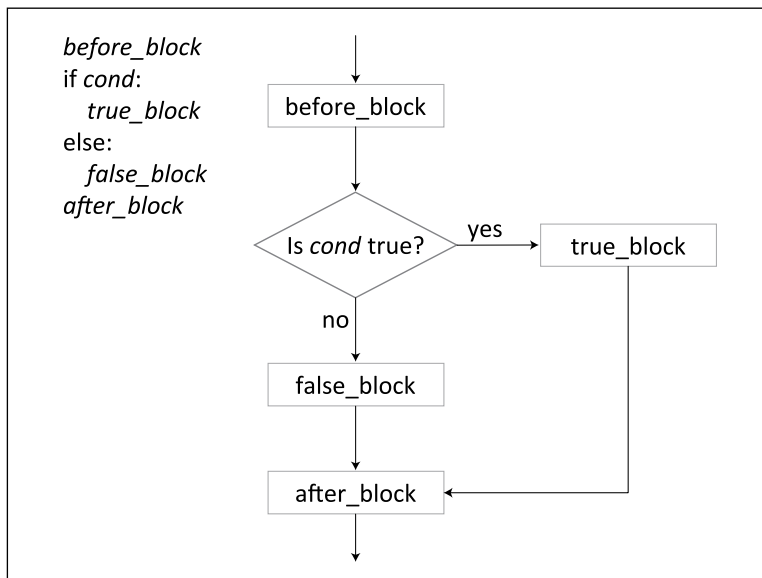 before_block
if cond:
true_block
else:
false_block
after_block
before_block
Is cond true?
yes
true_block
no
false_block
after_block